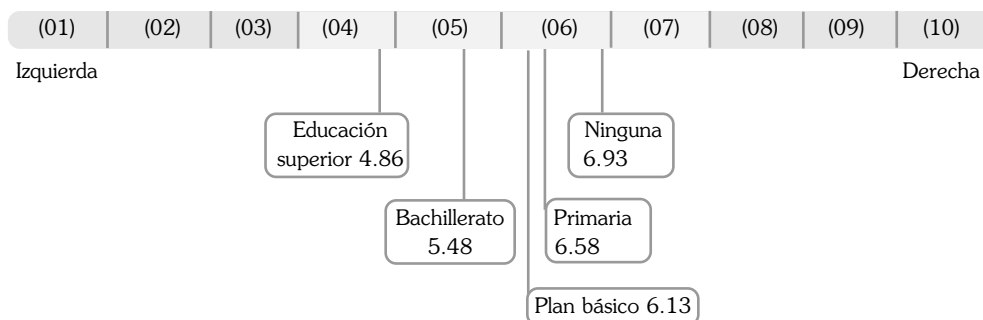 (01) (02) (03) (04) (05) (06) (07) (08) (09) (10)
Izquierda Derecha
Educación
superior 4.86
Ninguna
6.93
Bachillerato
5.48
Primaria
6.58
Plan básico 6.13